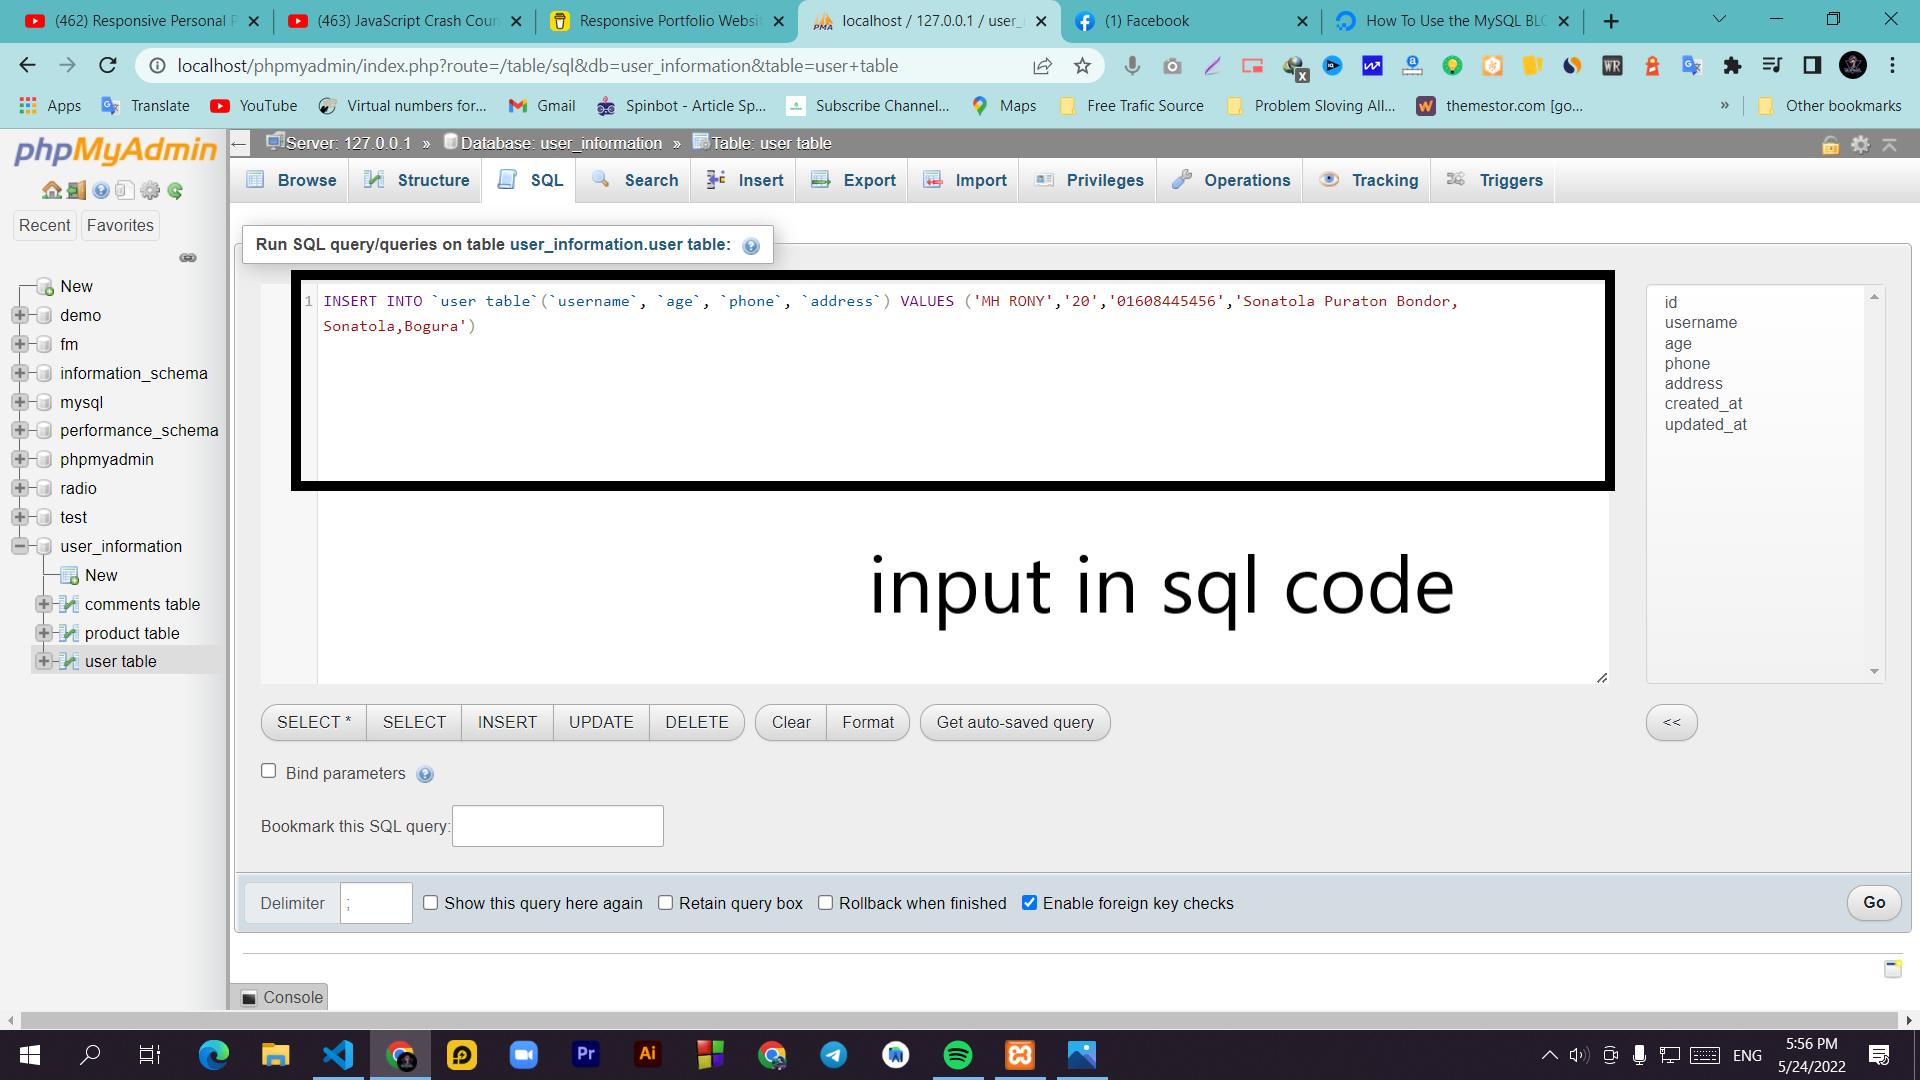 (462) Responsive Personal P
(463) JavaScript Crash Cour
Responsive Portfolio Websit
PMA
localhost / 127.0.0.1 / user_
(1) Facebook
How To Use the MySQL BLO
localhost/phpmyadmin/index.php?route=/table/sql&db=user_information&table=user+table
Apps
Translate
YouTube
Virtual numbers for...
Gmail
Spinbot - Article Sp...
Subscribe Channel...
Maps
Free Trafic Source
Problem Sloving All...
themestor.com [go...
»
Other bookmarks
phpMyAdmin
Recent
Favorites
New
demo
fm
information_schema
mysql
performance_schema
phpmyadmin
radio
test
user_information
New
comments table
product table
user table
Server: 127.0.0.1 » Database: user_information » Table: user table
Browse
Structure
SQL
Search
Insert
Export
Import
Privileges
Operations
Tracking
Triggers
Run SQL query/queries on table user_information.user table:
1 INSERT INTO `user table`(`username`, `age`, `phone`, `address`) VALUES ('MH RONY','20','01608445456','Sonatola Puraton Bondor,
Sonatola,Bogura')
input in sql code
id
username
age
phone
address
created_at
updated_at
SELECT *
SELECT
INSERT
UPDATE
DELETE
Clear
Format
Get auto-saved query
<<
Bind parameters
Bookmark this SQL query:
Delimiter ;
Show this query here again
Retain query box
Rollback when finished
Enable foreign key checks
Go
Console
Pr
Ai
ENG
5:56 PM
5/24/2022